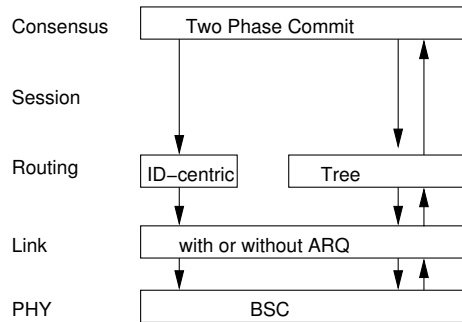 Consensus
Two Phase Commit
Session
Routing
ID−centric
Tree
Link
with or without ARQ
PHY
BSC